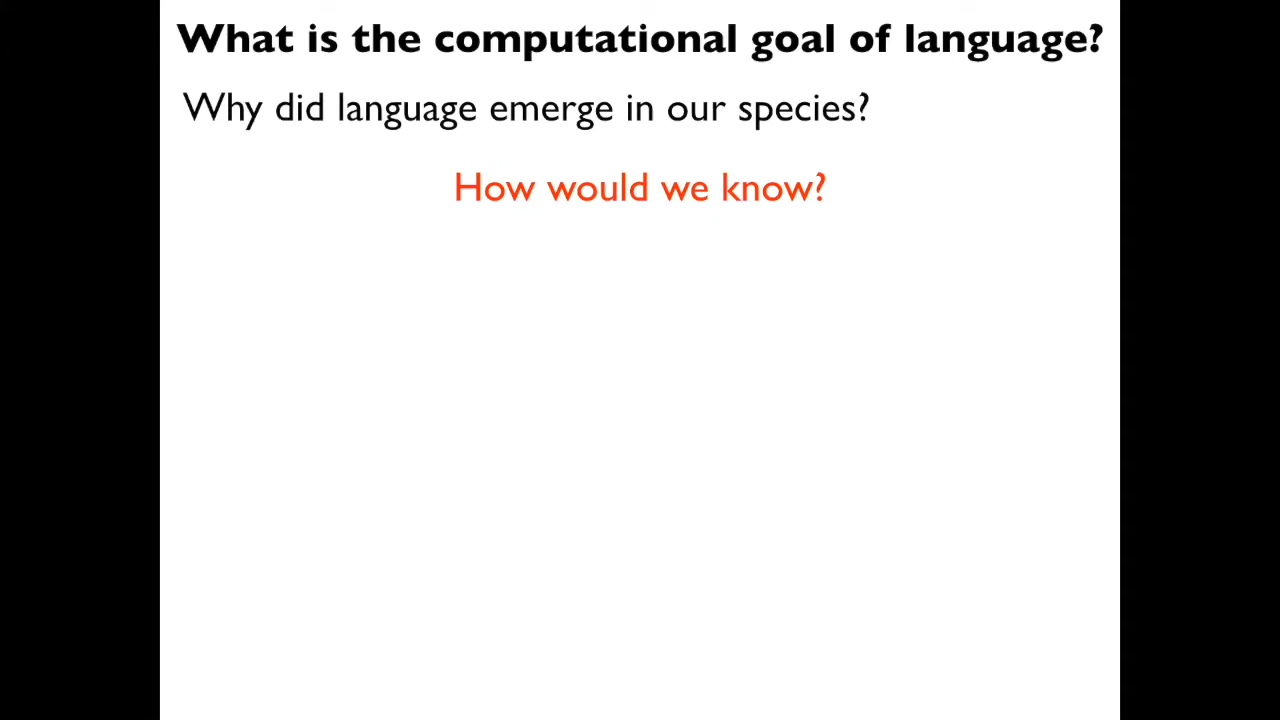 What is the computational goal of language?
Why did language emerge in our species?
How would we know?